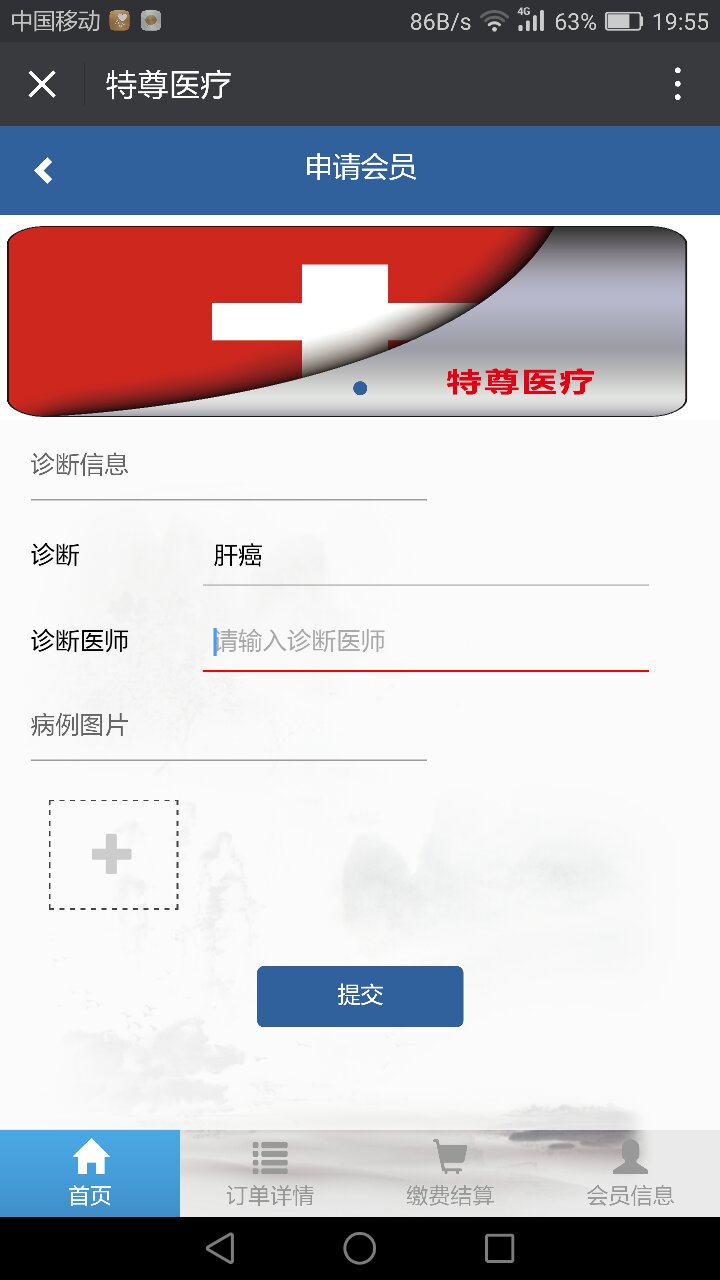 中国移动 86B/s 4G 63% 19:55
特尊医疗
申请会员
特尊医疗
诊断信息
诊断 肝癌
诊断医师 请输入诊断医师
病例图片
提交
首页 订单详情 缴费结算 会员信息